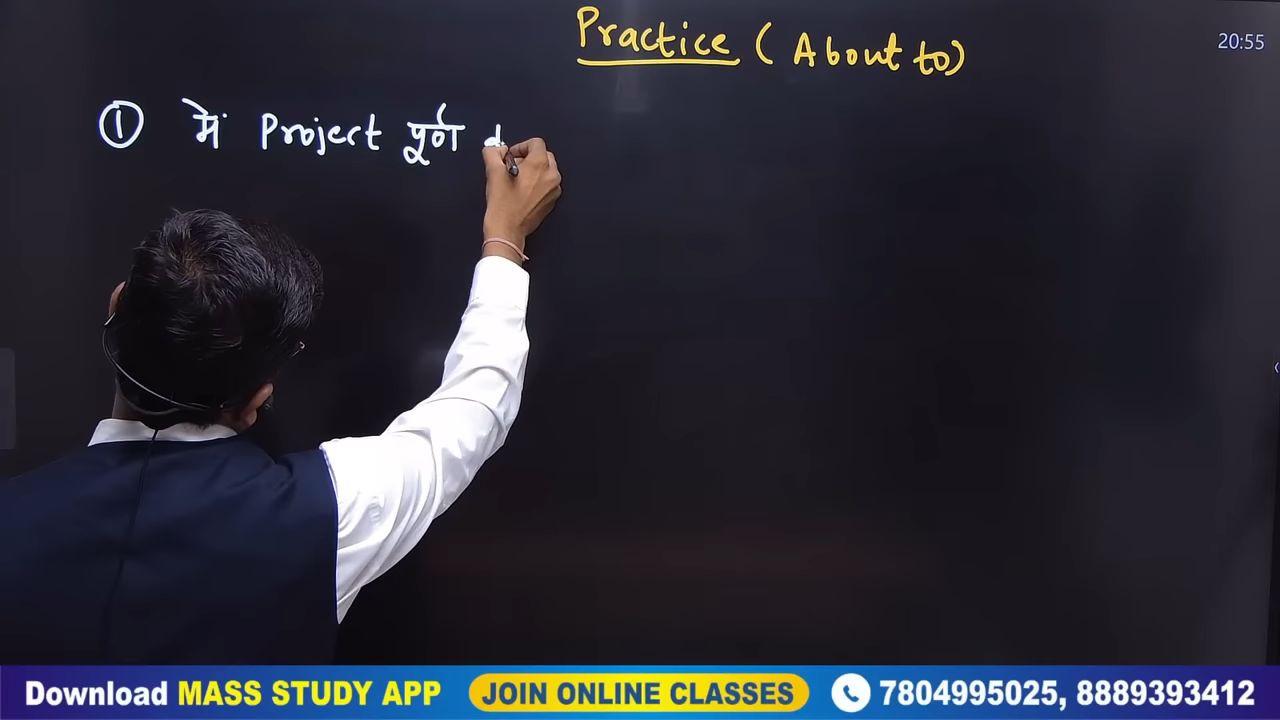 Practice ( About to)
20:55
① में Project पूर्ण
Download MASS STUDY APP JOIN ONLINE CLASSES 7804995025, 8889393412